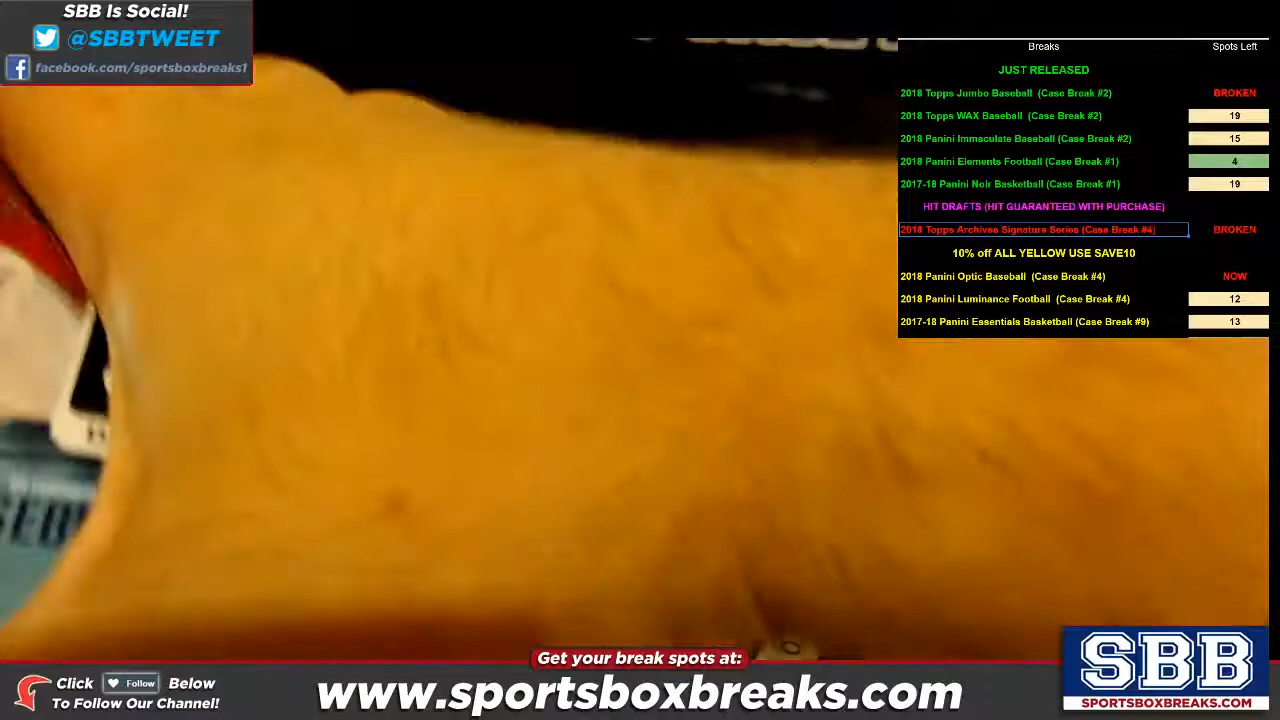 SBB Is Social!
@SBBTWEET
facebook.com/sportsboxbreaks1
Breaks Spots Left
JUST RELEASED
2018 Topps Jumbo Baseball (Case Break #2) BROKEN
2018 Topps WAX Baseball (Case Break #2) 19
2018 Panini Immaculate Baseball (Case Break #2) 15
2018 Panini Elements Football (Case Break #1) 4
2017-18 Panini Noir Basketball (Case Break #1) 19
HIT DRAFTS (HIT GUARANTEED WITH PURCHASE)
2018 Topps Archives Signature Series (Case Break #4) BROKEN
10% off ALL YELLOW USE SAVE10
2018 Panini Optic Baseball (Case Break #4) NOW
2018 Panini Luminance Football (Case Break #4) 12
2017-18 Panini Essentials Basketball (Case Break #9) 13
Get your break spots at:
Click Follow Below
To Follow Our Channel!
www.sportsboxbreaks.com
SBB
SPORTSBOXBREAKS.COM